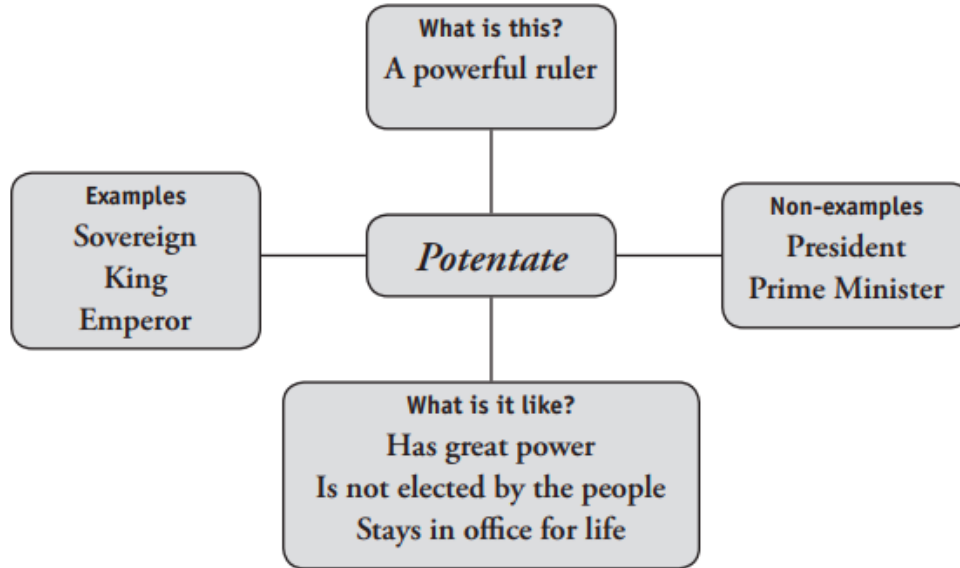 What is this?
A powerful ruler
Examples
Sovereign
King
Emperor
Potentate
Non-examples
President
Prime Minister
What is it like?
Has great power
Is not elected by the people
Stays in office for life